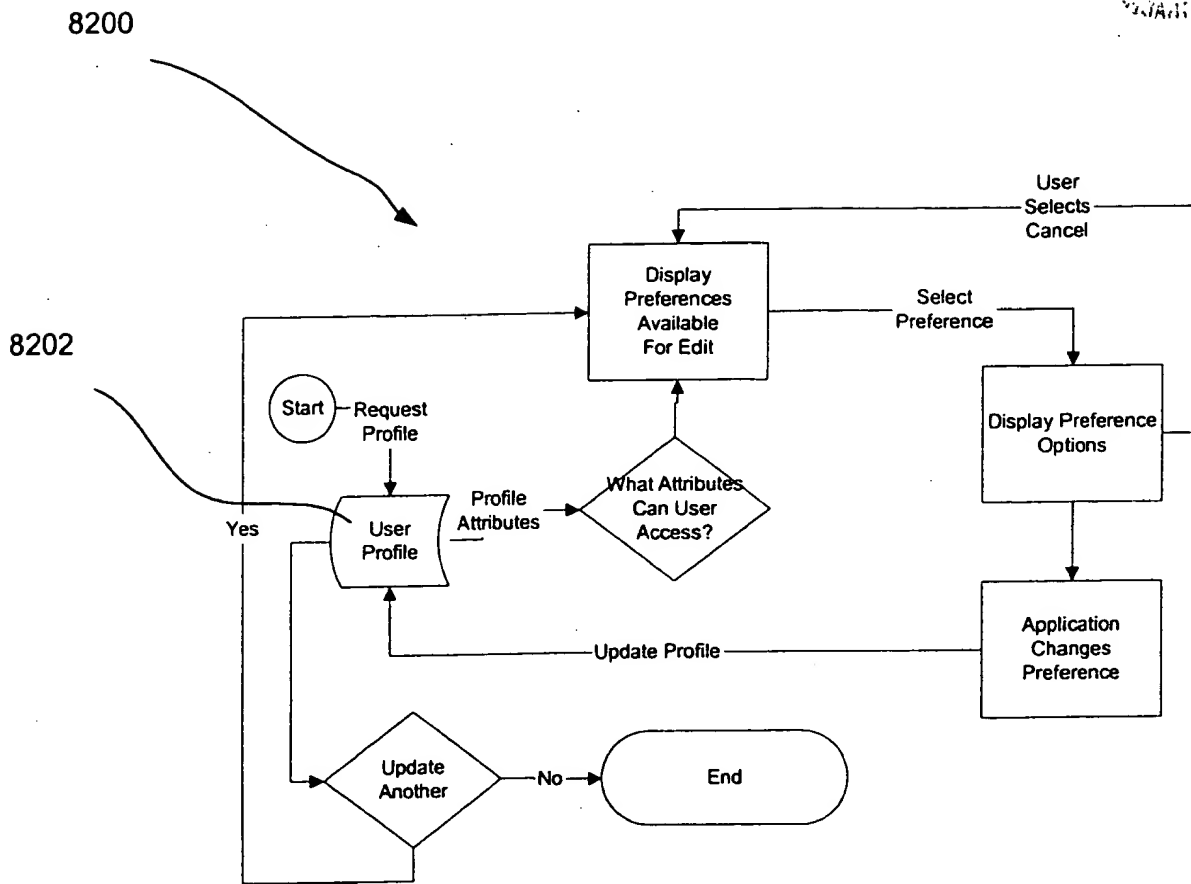 8200
User
Selects
Cancel
Display
Preferences
Available
For Edit
Select
Preference
8202
Start
Request
Profile
Display Preference
Options
What Attributes
Can User
Access?
Profile
Attributes
User
Profile
Yes
Application
Changes
Preference
Update Profile
Update
Another
No
End